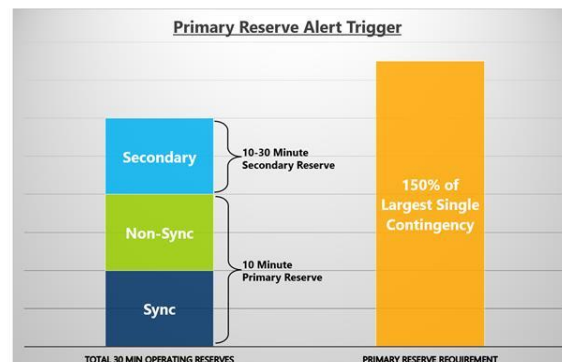 Primary Reserve Alert Trigger
Secondary
10-30 Minute
Secondary Reserve
Non-Sync
10 Minute
Primary Reserve
Sync
150% of
Largest Single
Contingency
TOTAL 30 MIN OPERATING RESERVES
PRIMARY RESERVE REQUIREMENT